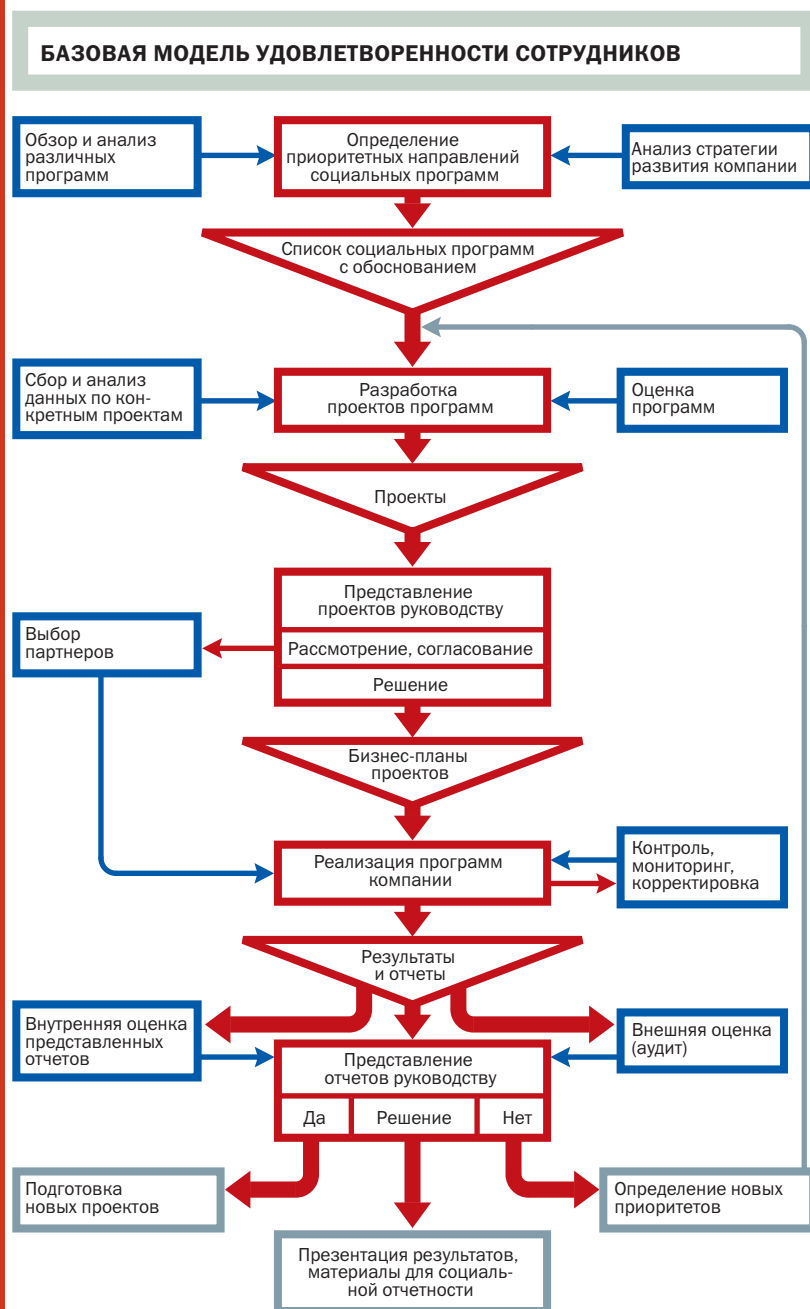 БАЗОВАЯ МОДЕЛЬ УДОВЛЕТВОРЕННОСТИ СОТРУДНИКОВ
Обзор и анализ
различных
программ
Определение
приоритетных направлений
социальных программ
Анализ стратегии
развития компании
Список социальных программ
с обоснованием
Сбор и анализ
данных по кон-
кретным проектам
Разработка
проектов программ
Оценка
программ
Проекты
Представление
проектов руководству
Рассмотрение, согласование
Решение
Выбор
партнеров
Бизнес-планы
проектов
Реализация программ
компании
Контроль,
мониторинг,
корректировка
Результаты
и отчеты
Внутренняя оценка
представленных
отчетов
Представление
отчетов руководству
Внешняя оценка
(аудит)
Да Решение Нет
Подготовка
новых проектов
Определение новых
приоритетов
Презентация результатов,
материалы для социаль-
ной отчетности